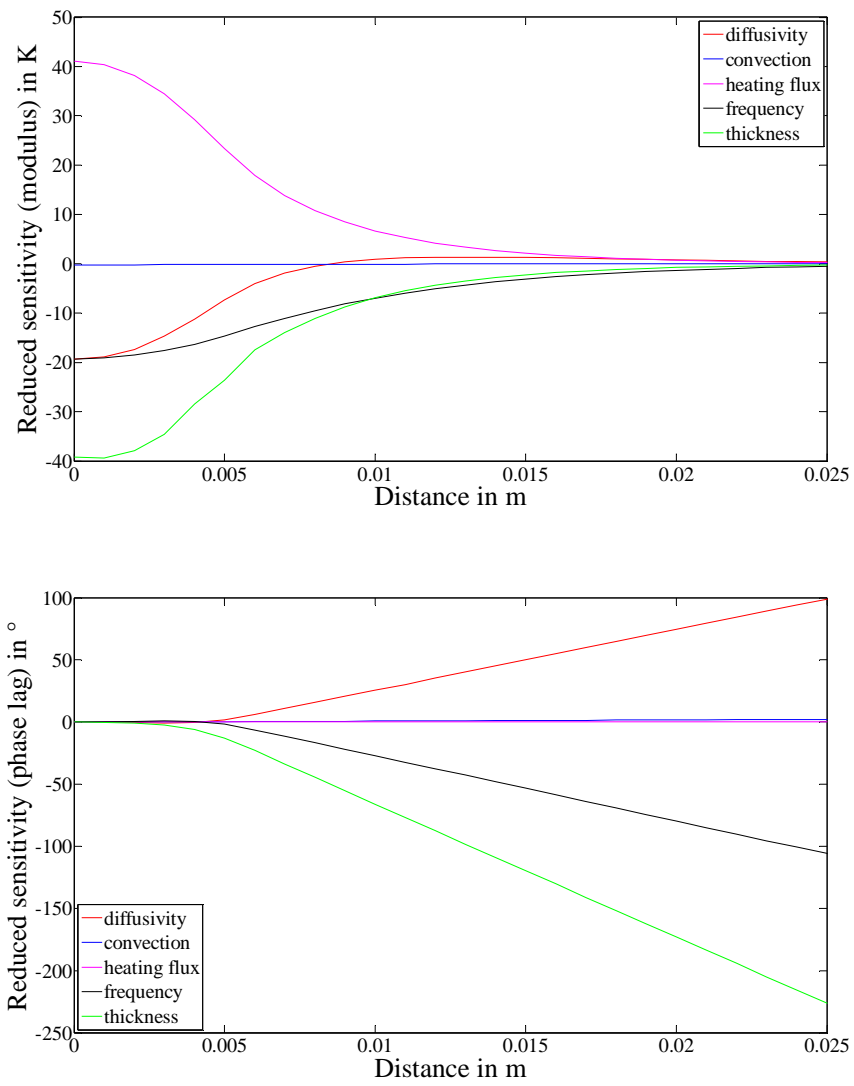 Reduced sensitivity (modulus) in K
50
40
30
20
10
0
-10
-20
-30
-40
0
0.005
0.01
0.015
0.02
0.025
Distance in m
diffusivity
convection
heating flux
frequency
thickness
Reduced sensitivity (phase lag) in °
100
50
0
-50
-100
-150
-200
-250
0
0.005
0.01
0.015
0.02
0.025
Distance in m
diffusivity
convection
heating flux
frequency
thickness